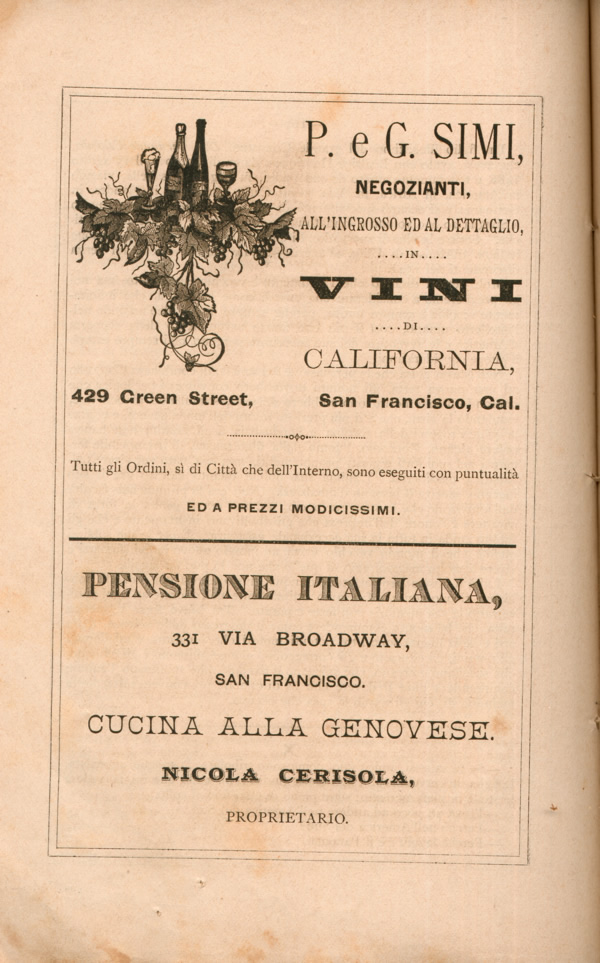 P. e G. SIMI,
NEGOZIANTI,
ALL'INGROSSO ED AL DETTAGLIO,
....IN....
VINI
....DI....
CALIFORNIA,
429 Green Street, San Francisco, Cal.
Tutti gli Ordini, sì di Città che dell'Interno, sono eseguiti con puntualità
ED A PREZZI MODICISSIMI.
PENSIONE ITALIANA,
331 VIA BROADWAY,
SAN FRANCISCO.
CUCINA ALLA GENOVESE.
NICOLA CERISOLA,
PROPRIETARIO.